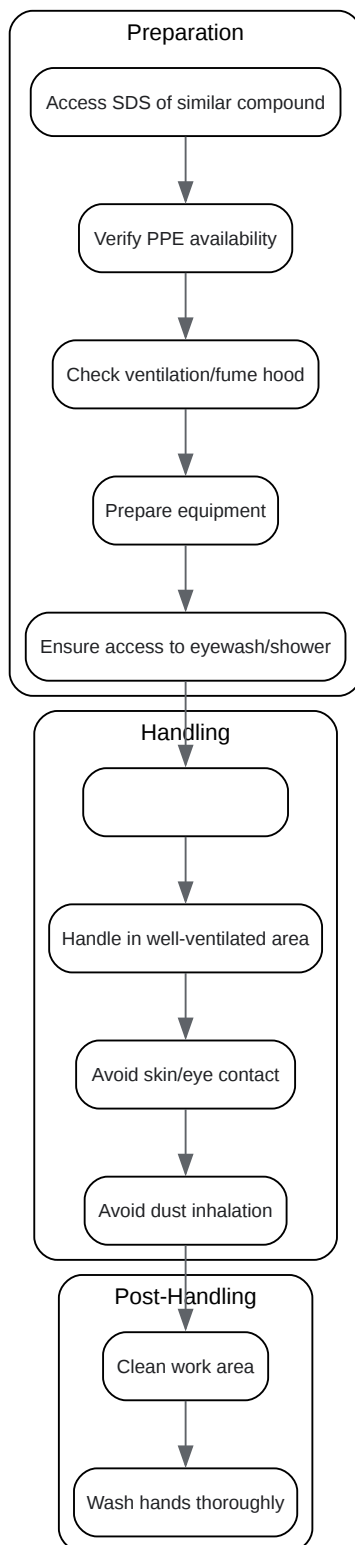 Preparation
Access SDS of similar compound
Verify PPE availability
Check ventilation/fume hood
Prepare equipment
Ensure access to eyewash/shower
Handling
Handle in well-ventilated area
Avoid skin/eye contact
Avoid dust inhalation
Post-Handling
Clean work area
Wash hands thoroughly